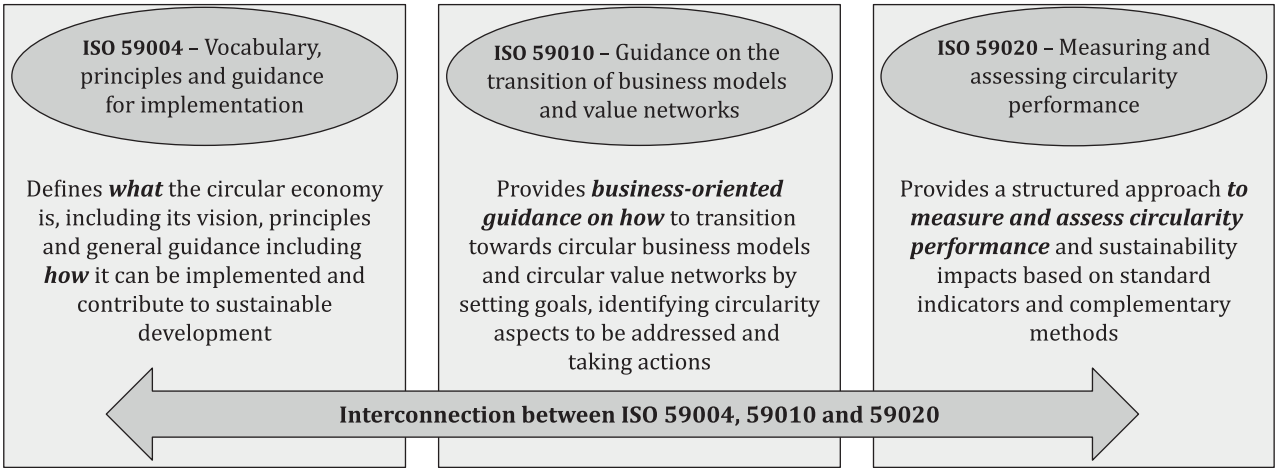 ISO 59004 – Vocabulary,
principles and guidance
for implementation
Defines what the circular economy
is, including its vision, principles
and general guidance including
how it can be implemented and
contribute to sustainable
development
ISO 59010 – Guidance on the
transition of business models
and value networks
Provides business-oriented
guidance on how to transition
towards circular business models
and circular value networks by
setting goals, identifying circularity
aspects to be addressed and
taking actions
ISO 59020 – Measuring and
assessing circularity
performance
Provides a structured approach to
measure and assess circularity
performance and sustainability
impacts based on standard
indicators and complementary
methods
Interconnection between ISO 59004, 59010 and 59020